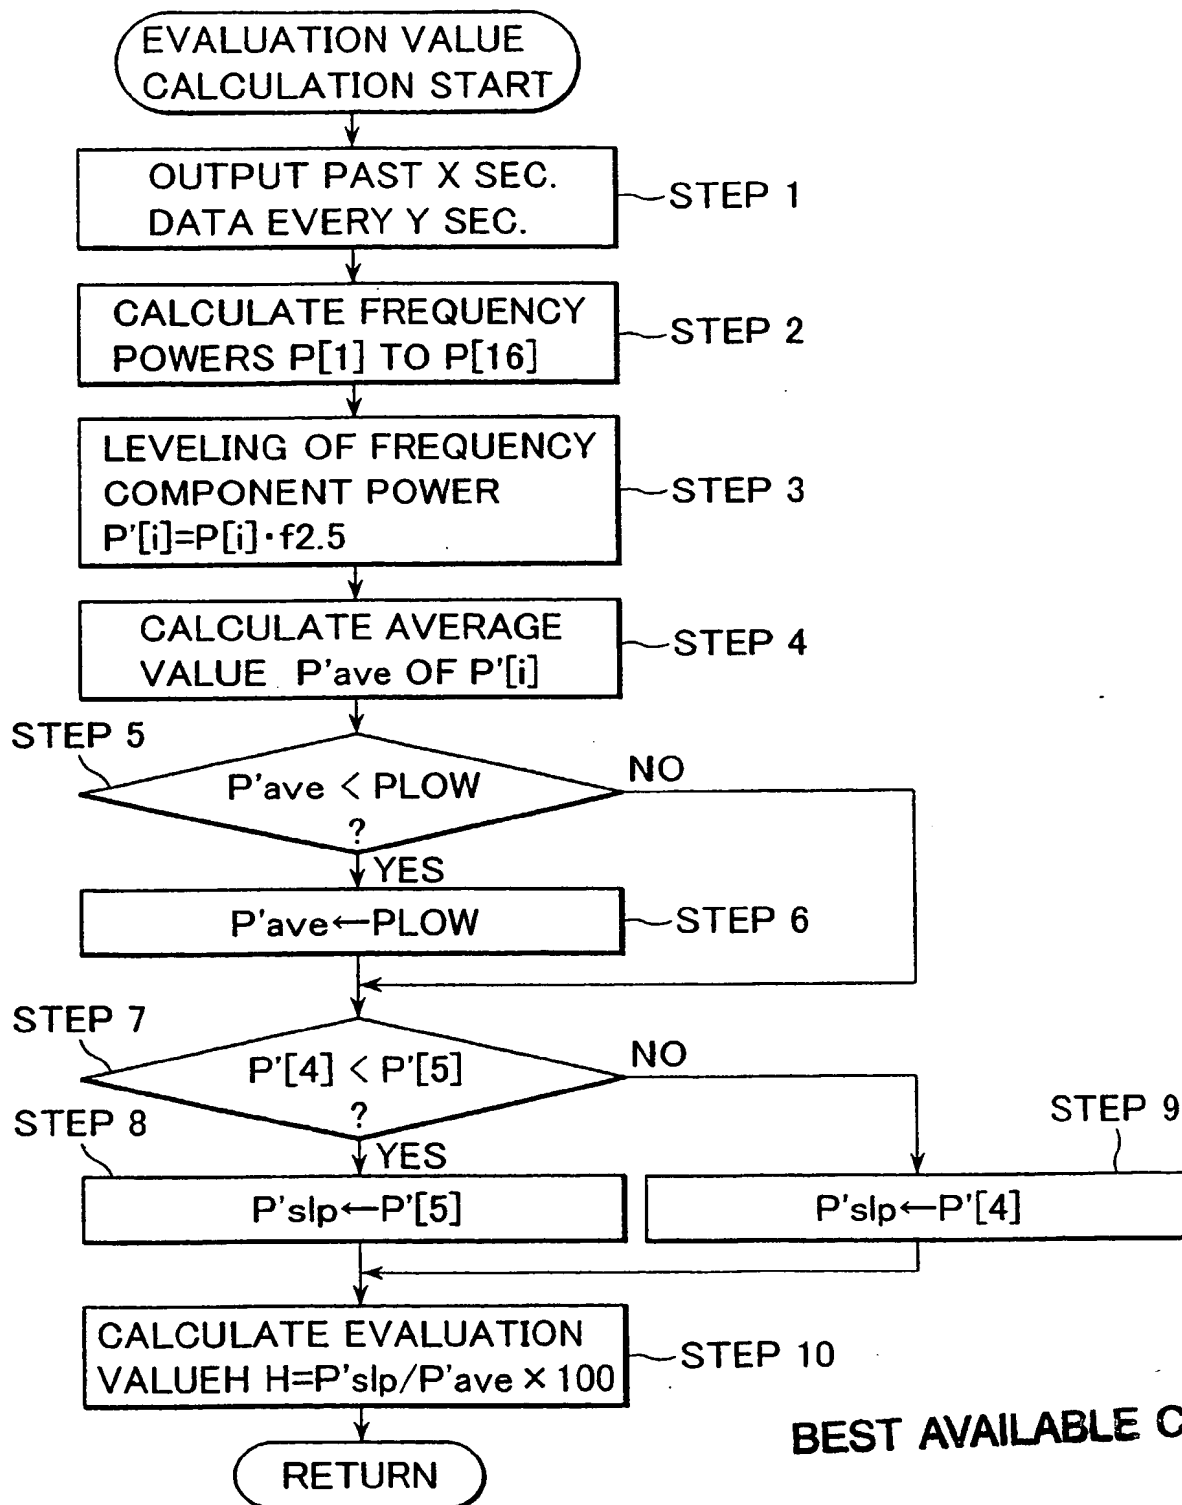 EVALUATION VALUE
CALCULATION START
OUTPUT PAST X SEC.
DATA EVERY Y SEC.
STEP 1
CALCULATE FREQUENCY
POWERS P[1] TO P[16]
STEP 2
LEVELING OF FREQUENCY
COMPONENT POWER
P'[i]=P[i]·f2.5
STEP 3
CALCULATE AVERAGE
VALUE P'ave OF P'[i]
STEP 4
STEP 5
P'ave < PLOW
?
NO
YES
P'ave←PLOW
STEP 6
STEP 7
P'[4] < P'[5]
?
NO
YES
STEP 8
P'slp←P'[5]
STEP 9
P'slp←P'[4]
CALCULATE EVALUATION
VALUEH H=P'slp/P'ave × 100
STEP 10
RETURN
BEST AVAILABLE C